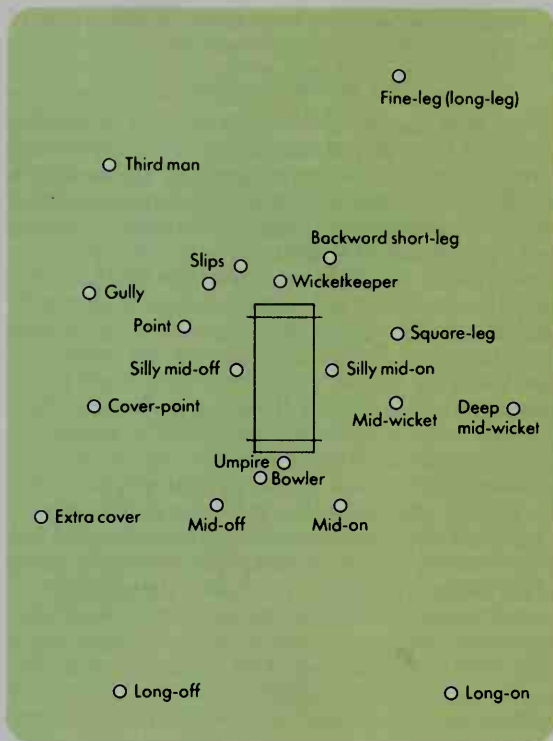 Fine-leg (long-leg)
Third man
Backword short-leg
Slips
Wicketkeeper
Gully
Point
Square-leg
Silly mid-off
Silly mid-on
Cover-point
Mid-wicket
Deep
mid-wicket
Umpire
Bowler
Extra cover
Mid-off
Mid-on
Long-off
Long-on